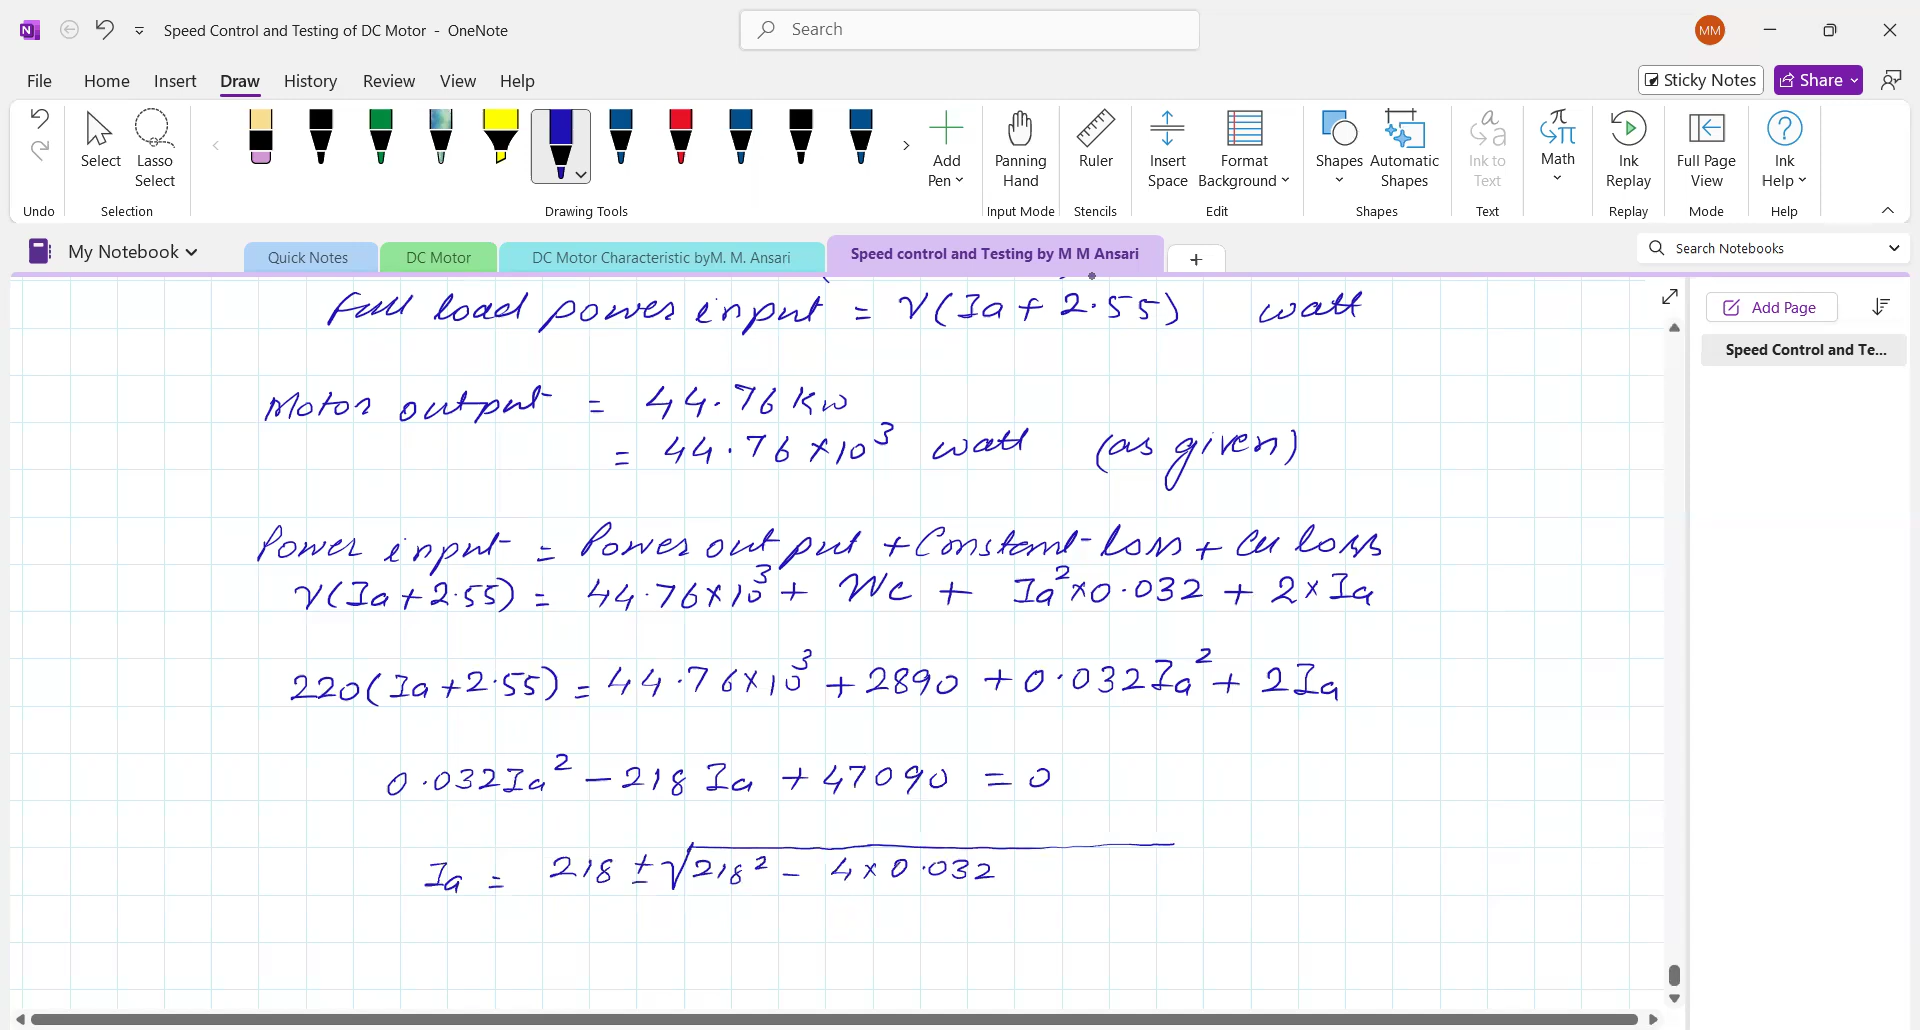 Speed Control and Testing of DC Motor - OneNote
Search
MM
File Home Insert Draw History Review View Help
Sticky Notes Share
Undo
Select Lasso Select
Selection
Drawing Tools
Add Pen
Panning Hand
Input Mode
Ruler
Stencils
Insert Space Format Background
Edit
Shapes Automatic Shapes
Shapes
Ink to Text
Text
Math
Ink Replay
Replay
Full Page View
Mode
Ink Help
Help
My Notebook
Quick Notes
DC Motor
DC Motor Characteristic byM. M. Ansari
Speed control and Testing by M M Ansari
+
Search Notebooks
Add Page
Speed Control and Te...
Full load power input = V(Ia + 2.55) watt
Motor output = 44.76 Kw
= 44.76 × 10³ watt (as given)
Power input = Power output + Constant loss + cu loss
V(Ia + 2.55) = 44.76 × 10³ + Wc + Ia² × 0.032 + 2 × Ia
220(Ia + 2.55) = 44.76 × 10³ + 2890 + 0.032 Ia² + 2Ia
0.032 Ia² - 218 Ia + 47090 = 0
Ia = 218 ± √218² - 4 × 0.032